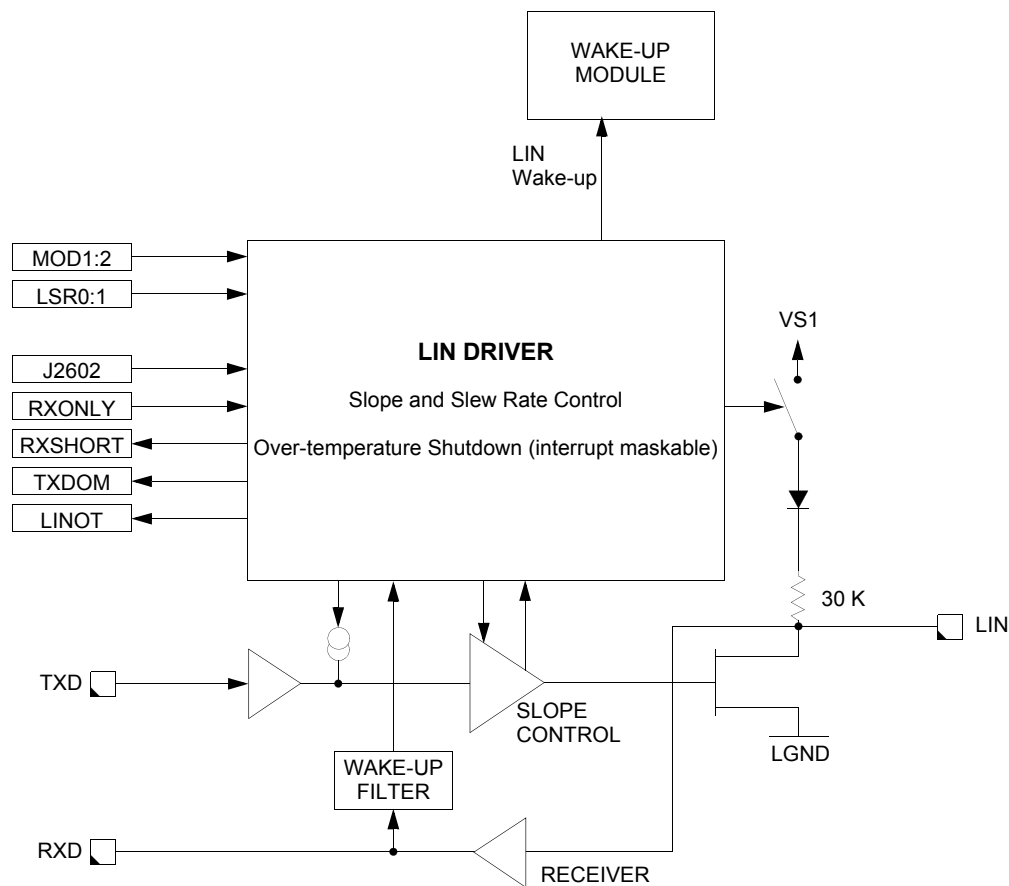 WAKE-UP
MODULE
LIN
Wake-up
MOD1:2
LSR0:1
J2602
RXONLY
RXSHORT
TXDOM
LINOT
LIN DRIVER
Slope and Slew Rate Control
Over-temperature Shutdown (interrupt maskable)
VS1
30 K
LIN
TXD
SLOPE
CONTROL
LGND
WAKE-UP
FILTER
RXD
RECEIVER